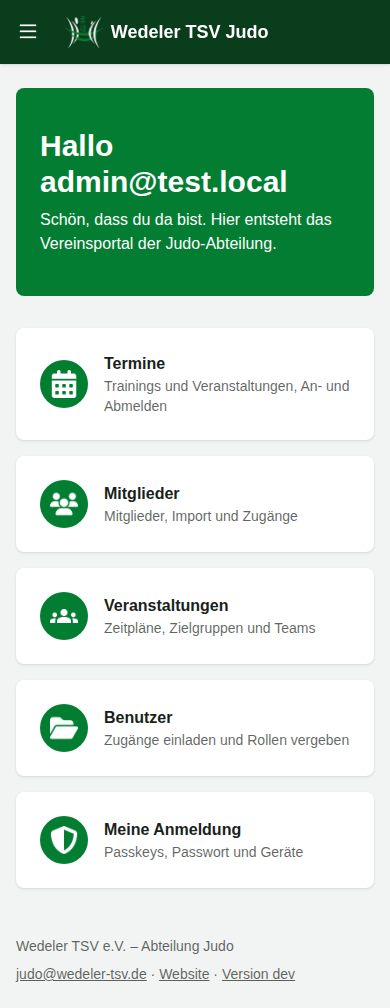 Wedeler TSV Judo
Hallo
admin@test.local
Schön, dass du da bist. Hier entsteht das
Vereinsportal der Judo-Abteilung.
Termine
Trainings und Veranstaltungen, An- und
Abmelden
Mitglieder
Mitglieder, Import und Zugänge
Veranstaltungen
Zeitpläne, Zielgruppen und Teams
Benutzer
Zugänge einladen und Rollen vergeben
Meine Anmeldung
Passkeys, Passwort und Geräte
Wedeler TSV e.V. – Abteilung Judo
judo@wedeler-tsv.de · Website · Version dev